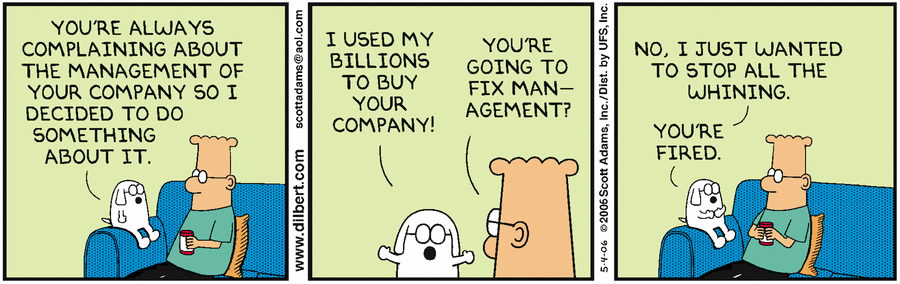 YOU'RE ALWAYS
COMPLAINING ABOUT
THE MANAGEMENT OF
YOUR COMPANY SO I
DECIDED TO DO
SOMETHING
ABOUT IT.
www.dilbert.com
scottadams@aol.com
I USED MY
BILLIONS
TO BUY
YOUR
COMPANY!
YOU'RE
GOING TO
FIX MAN—
AGEMENT?
5-4-06 ©2006 Scott Adams, Inc./Dist. by UFS, Inc.
NO, I JUST WANTED
TO STOP ALL THE
WHINING.
YOU'RE
FIRED.